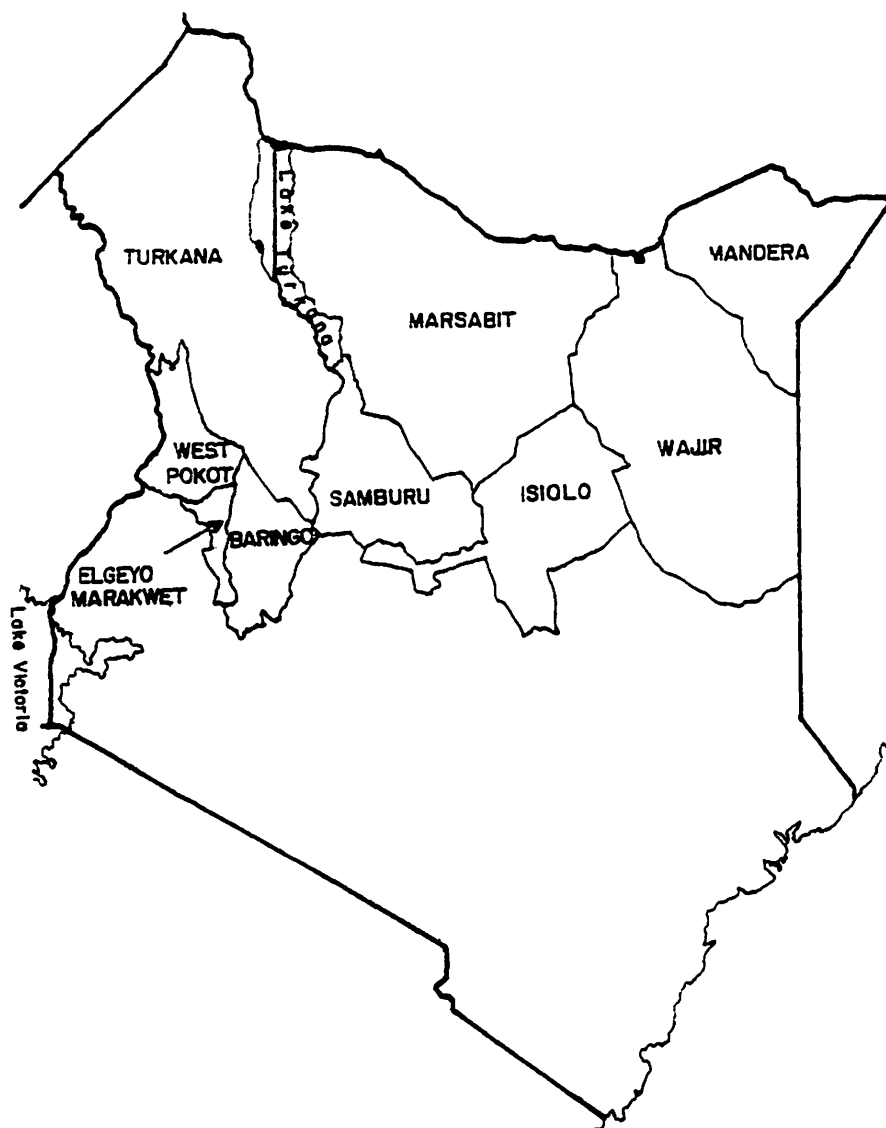 Lake Turkana
TURKANA
MANDERA
MARSABIT
WEST
POKOT
SAMBURU
ISIOLO
WAJIR
BARINGO
ELGEYO
MARAKWET
Lake Victoria